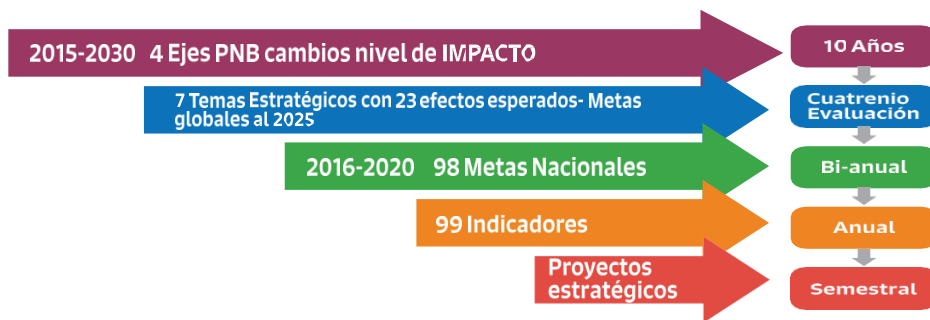 2015-2030 4 Ejes PNB cambios nivel de IMPACTO
10 Años
7 Temas Estratégicos con 23 efectos esperados- Metas
globales al 2025
Cuatrenio
Evaluación
2016-2020 98 Metas Nacionales
Bi-anual
99 Indicadores
Anual
Proyectos
estratégicos
Semestral